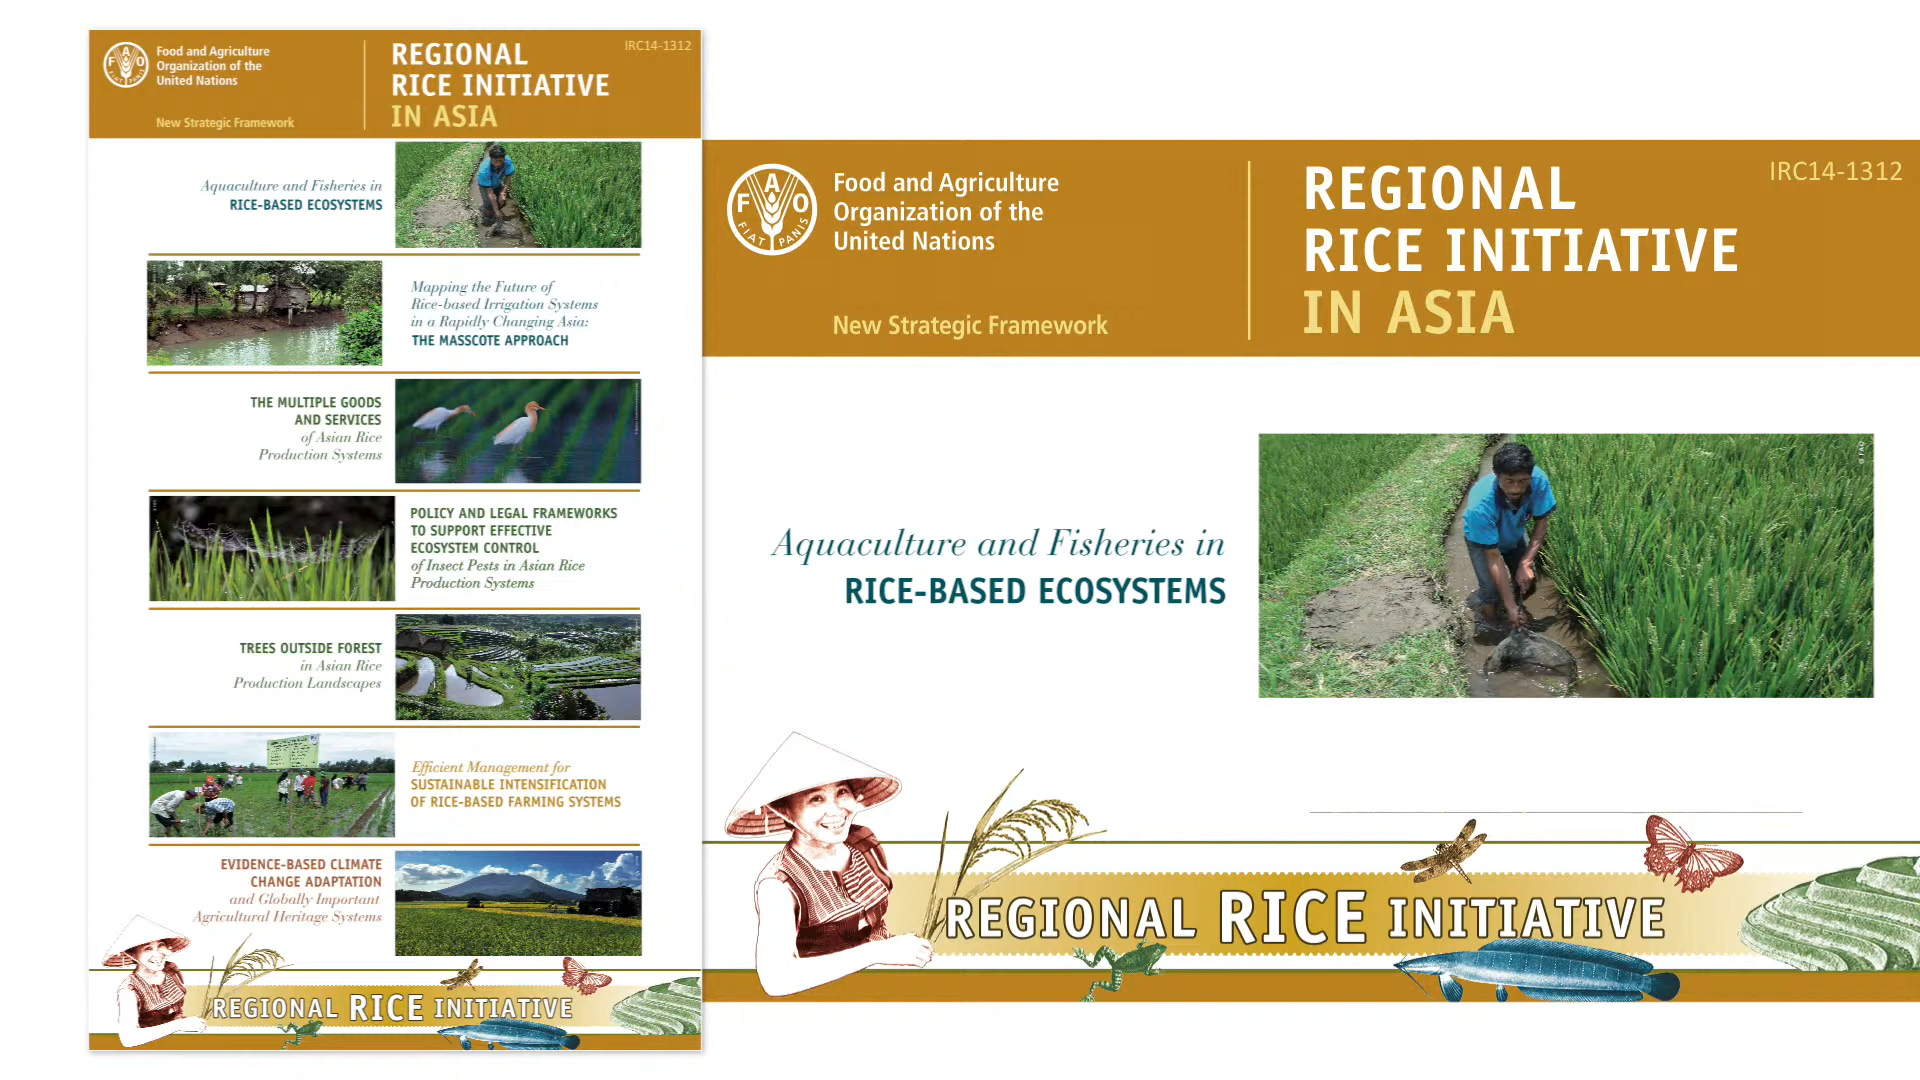 Food and Agriculture
Organization of the
United Nations
New Strategic Framework
REGIONAL
RICE INITIATIVE
IN ASIA
IRC14-1312
Aquaculture and Fisheries in
RICE-BASED ECOSYSTEMS
Mapping the Future of
Rice-based Irrigation Systems
in a Rapidly Changing Asia:
THE MASSCOTE APPROACH
THE MULTIPLE GOODS
AND SERVICES
of Asian Rice
Production Systems
POLICY AND LEGAL FRAMEWORKS
TO SUPPORT EFFECTIVE
ECOSYSTEM CONTROL
of Insect Pests in Asian Rice
Production Systems
TREES OUTSIDE FOREST
in Asian Rice
Production Landscapes
Efficient Management for
SUSTAINABLE INTENSIFICATION
OF RICE-BASED FARMING SYSTEMS
EVIDENCE-BASED CLIMATE
CHANGE ADAPTATION
and Globally Important
Agricultural Heritage Systems
REGIONAL RICE INITIATIVE
F A O
FIAT PANIS
Food and Agriculture
Organization of the
United Nations
New Strategic Framework
REGIONAL
RICE INITIATIVE
IN ASIA
IRC14-1312
Aquaculture and Fisheries in
RICE-BASED ECOSYSTEMS
© FAO
REGIONAL RICE INITIATIVE